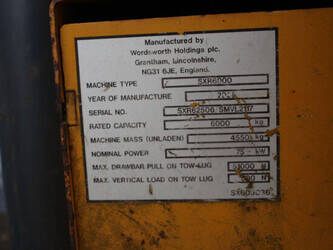 Manufactured by
Wordsworth Holdings plc.
Grantham, Lincolnshire,
NG31 6JE, England.
MACHINE TYPE SXR6000
YEAR OF MANUFACTURE
SERIAL NO.
RATED CAPACITY 6000 kg
MACHINE MASS (UNLADEN) 4550 kg
NOMINAL POWER 75 kW
MAX. DRAWBAR PULL ON TOW-LUG N
MAX. VERTICAL LOAD ON TOW LUG N